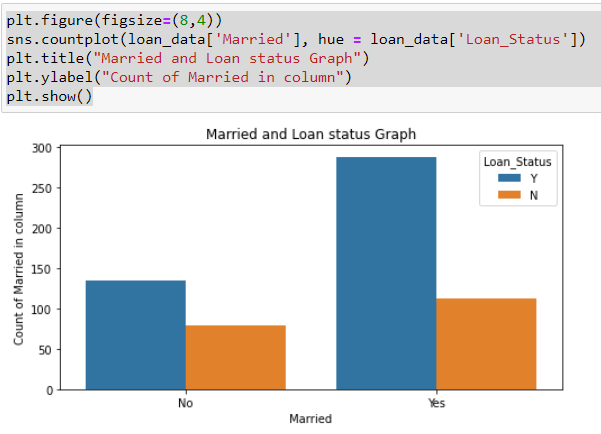 plt.figure(figsize=(8,4))
sns.countplot(loan_data['Married'], hue = loan_data['Loan_Status'])
plt.title("Married and Loan status Graph")
plt.ylabel("Count of Married in column")
plt.show()
Married and Loan status Graph
Loan_Status
Y
N
300
250
200
150
100
50
0
Count of Married in column
No
Yes
Married